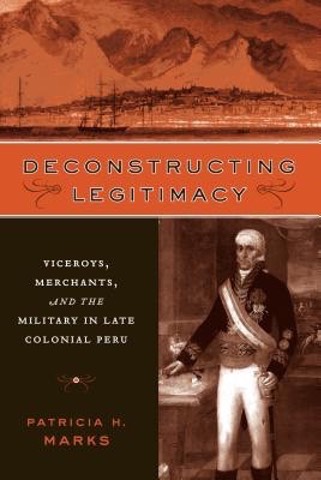 DECONSTRUCTING
LEGITIMACY
VICEROYS,
MERCHANTS,
AND THE
MILITARY IN LATE
COLONIAL PERU
PATRICIA H.
MARKS